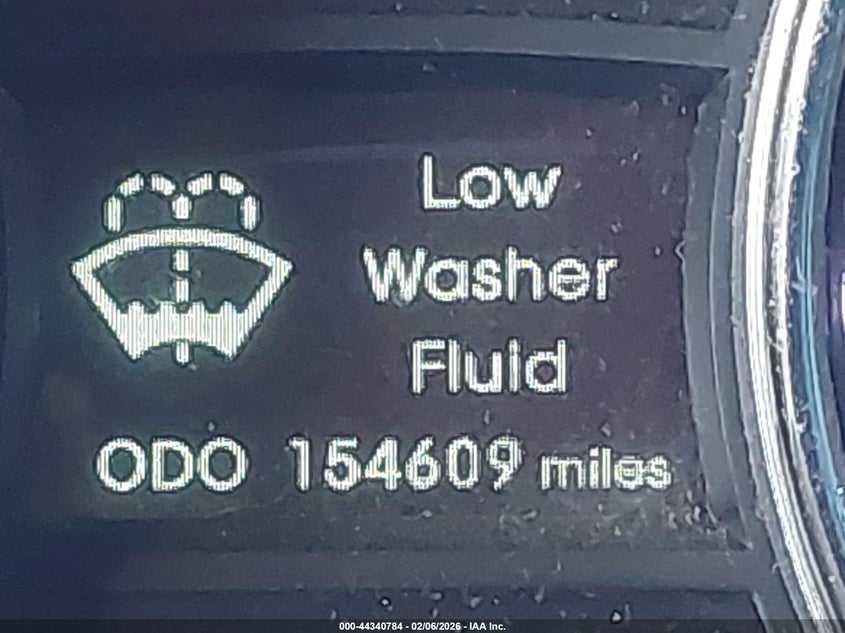 Low
Washer
Fluid
ODO 154609 miles
000-44340784 - 02/06/2026 - IAA Inc.